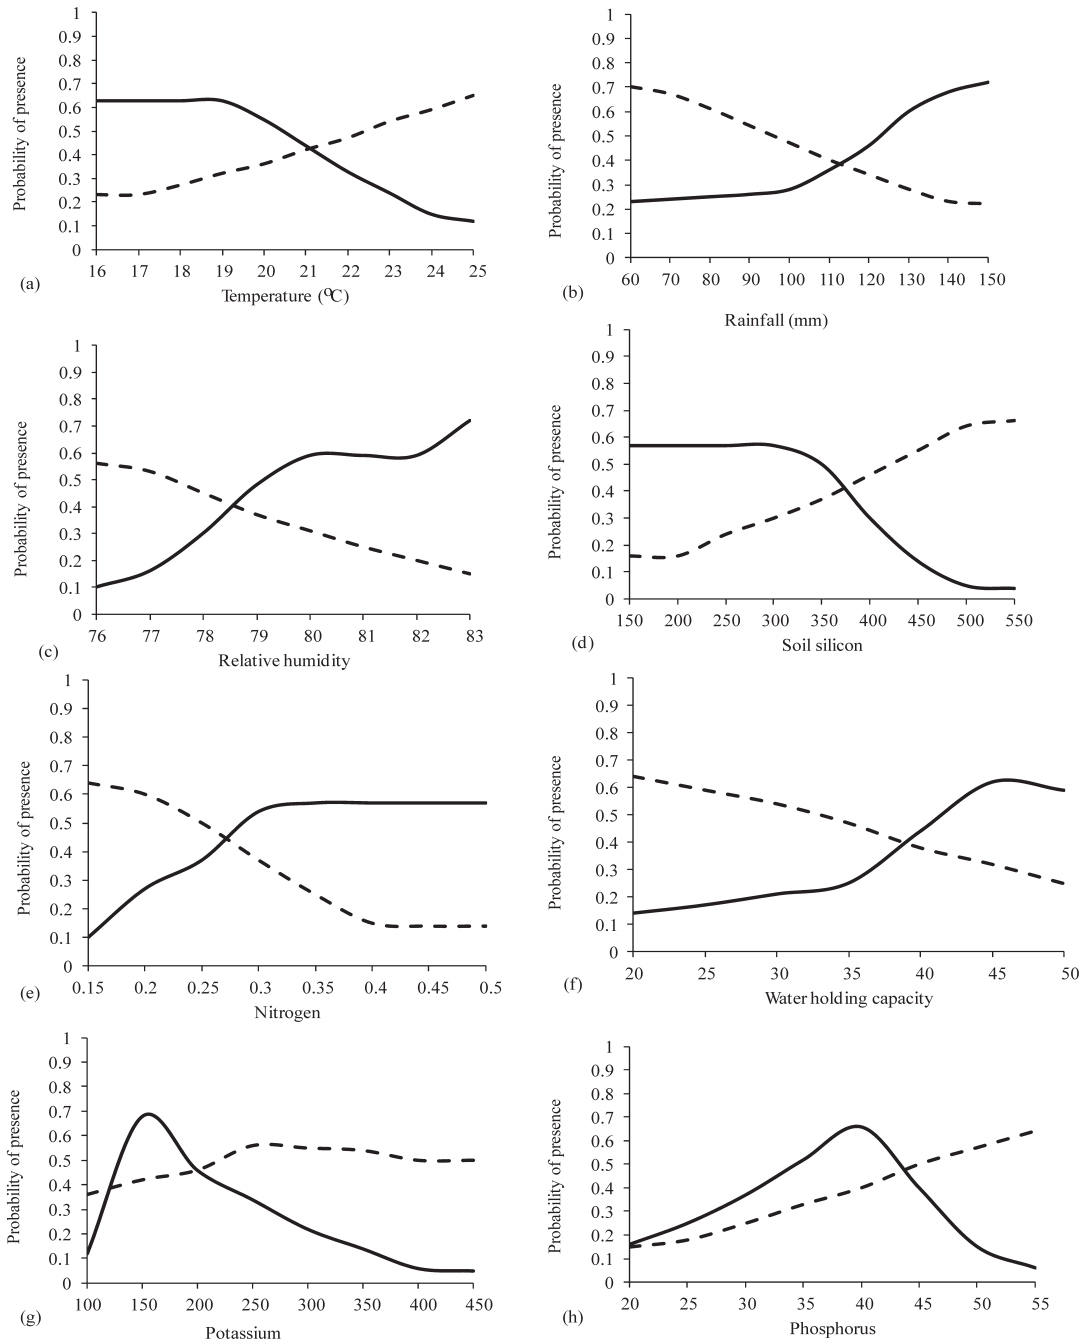 1
0.9
0.8
0.7
0.6
0.5
0.4
0.3
0.2
0.1
0
Probability of presence
16 17 18 19 20 21 22 23 24 25
Temperature (ºC)
(a)
1
0.9
0.8
0.7
0.6
0.5
0.4
0.3
0.2
0.1
0
Probability of presence
60 70 80 90 100 110 120 130 140 150
Rainfall (mm)
(b)
1
0.9
0.8
0.7
0.6
0.5
0.4
0.3
0.2
0.1
0
Probability of presence
76 77 78 79 80 81 82 83
Relative humidity
(c)
1
0.9
0.8
0.7
0.6
0.5
0.4
0.3
0.2
0.1
0
Probability of presence
150 200 250 300 350 400 450 500 550
Soil silicon
(d)
1
0.9
0.8
0.7
0.6
0.5
0.4
0.3
0.2
0.1
0
Probability of presence
0.15 0.2 0.25 0.3 0.35 0.4 0.45 0.5
Nitrogen
(e)
1
0.9
0.8
0.7
0.6
0.5
0.4
0.3
0.2
0.1
0
Probability of presence
20 25 30 35 40 45 50
Water holding capacity
(f)
1
0.9
0.8
0.7
0.6
0.5
0.4
0.3
0.2
0.1
0
Probability of presence
100 150 200 250 300 350 400 450
Potassium
(g)
1
0.9
0.8
0.7
0.6
0.5
0.4
0.3
0.2
0.1
0
Probability of presence
20 25 30 35 40 45 50 55
Phosphorus
(h)